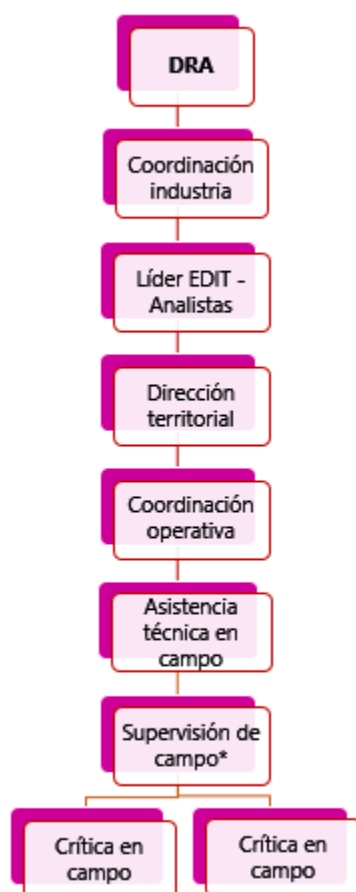 DRA
Coordinación
industria
Líder EDIT -
Analistas
Dirección
territorial
Coordinación
operativa
Asistencia
técnica en
campo
Supervisión de
campo*
Crítica en
campo
Crítica en
campo